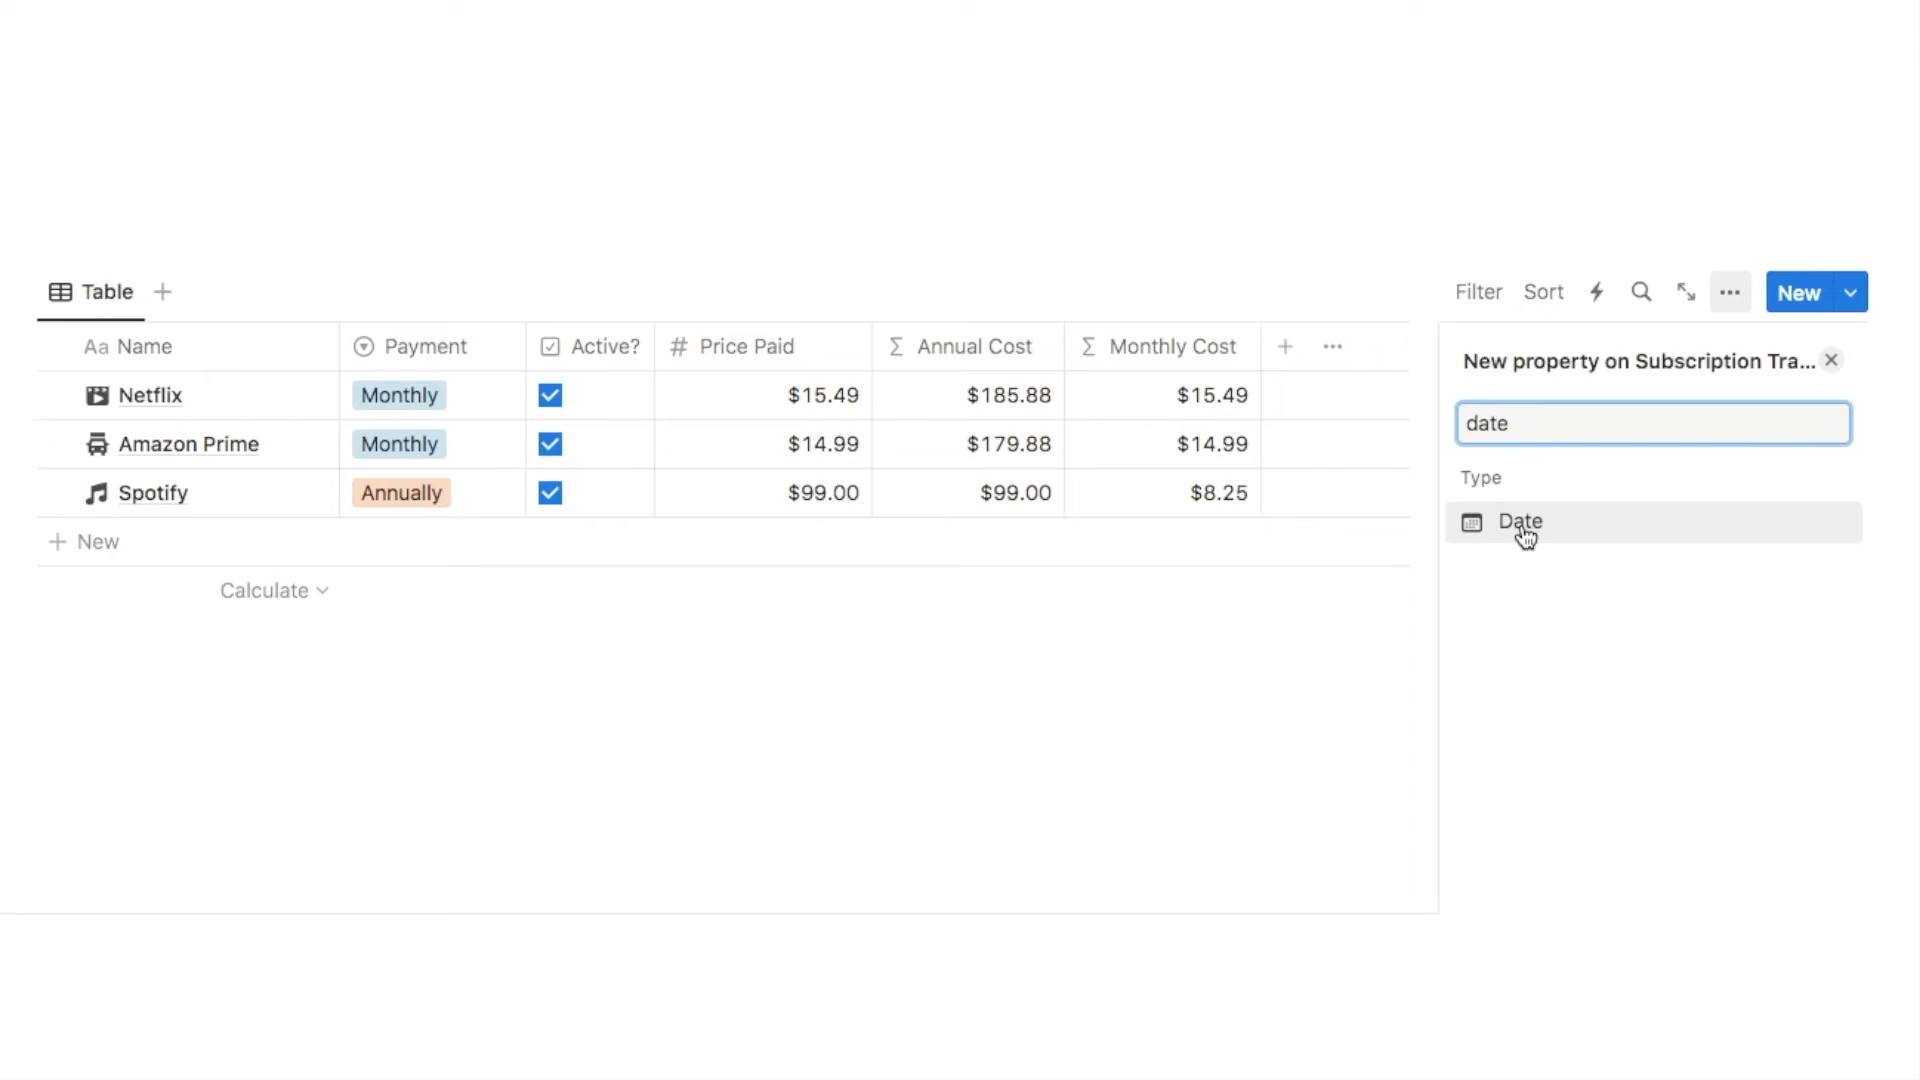 Table
Filter Sort New
Aa Name Payment Active? # Price Paid Σ Annual Cost Σ Monthly Cost
Netflix Monthly $15.49 $185.88 $15.49
Amazon Prime Monthly $14.99 $179.88 $14.99
Spotify Annually $99.00 $99.00 $8.25
+ New
Calculate
New property on Subscription Tra...
date
Type
Date